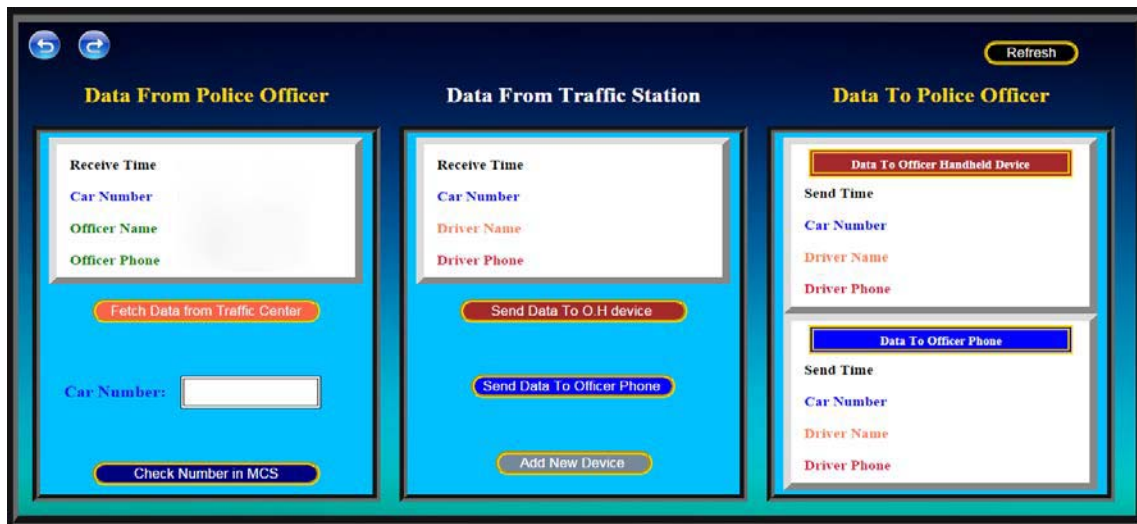 Refresh
Data From Police Officer
Receive Time
Car Number
Officer Name
Officer Phone
Fetch Data from Traffic Center
Car Number:
Check Number in MCS
Data From Traffic Station
Receive Time
Car Number
Driver Name
Driver Phone
Send Data To O.H device
Send Data To Officer Phone
Add New Device
Data To Police Officer
Data To Officer Handheld Device
Send Time
Car Number
Driver Name
Driver Phone
Data To Officer Phone
Send Time
Car Number
Driver Name
Driver Phone